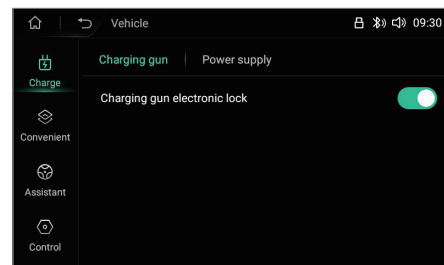 Vehicle 09:30
Charging gun Power supply
Charge
Charging gun electronic lock
Convenient
Assistant
Control